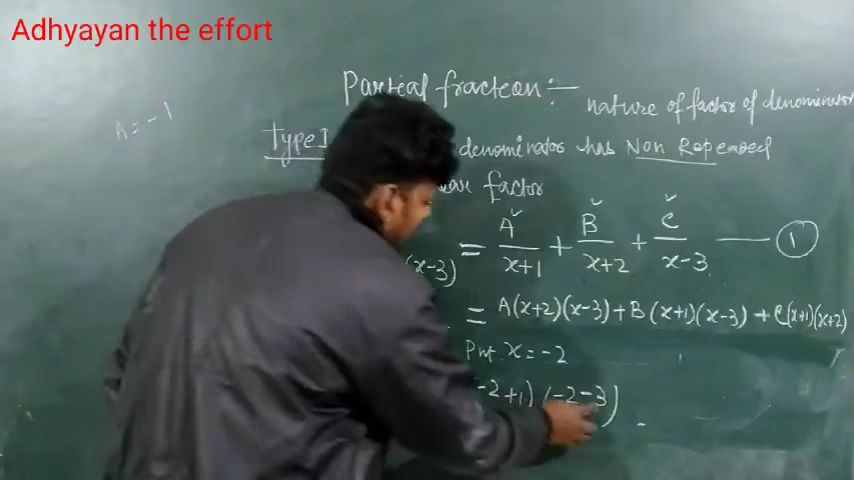 Adhyayan the effort
Partial fraction:-
nature of factor of denominator
A = -1
Type I denominator has Non Repeated
factor
(x-3) = A/x+1 + B/x+2 + C/x-3 — 1
= A(x+2)(x-3) + B(x+1)(x-3) + C(x+1)(x+2)
Put x = -2
-2+1) (-2-3)